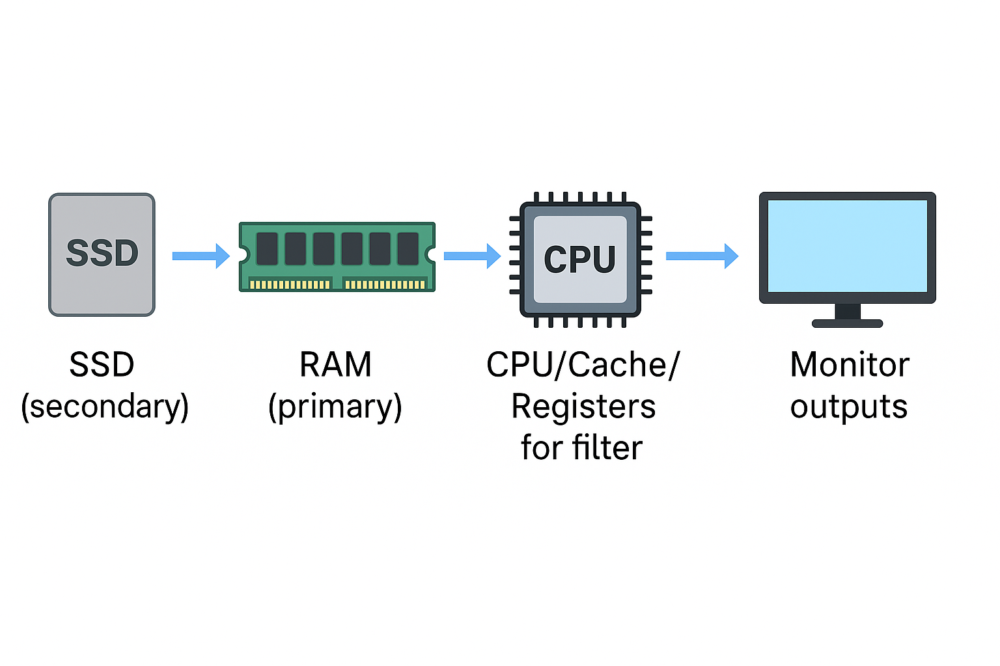 SSD
CPU
SSD
(secondary)
RAM
(primary)
CPU/Cache/
Registers
for filter
Monitor
outputs